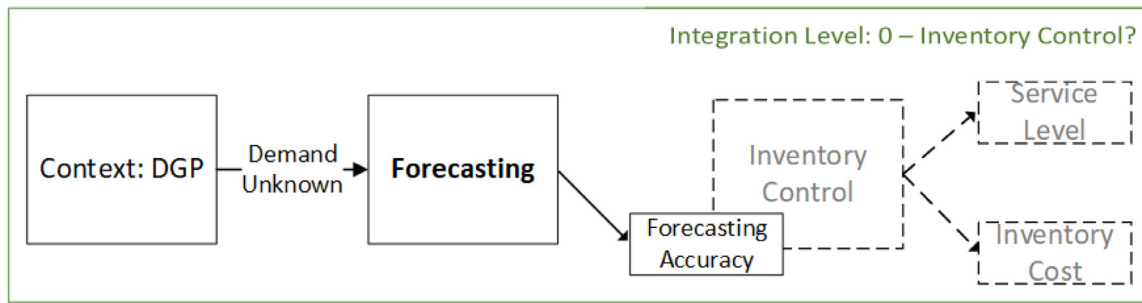 Integration Level: 0 – Inventory Control?
Context: DGP
Demand
Unknown
Forecasting
Forecasting
Accuracy
Inventory
Control
Service
Level
Inventory
Cost